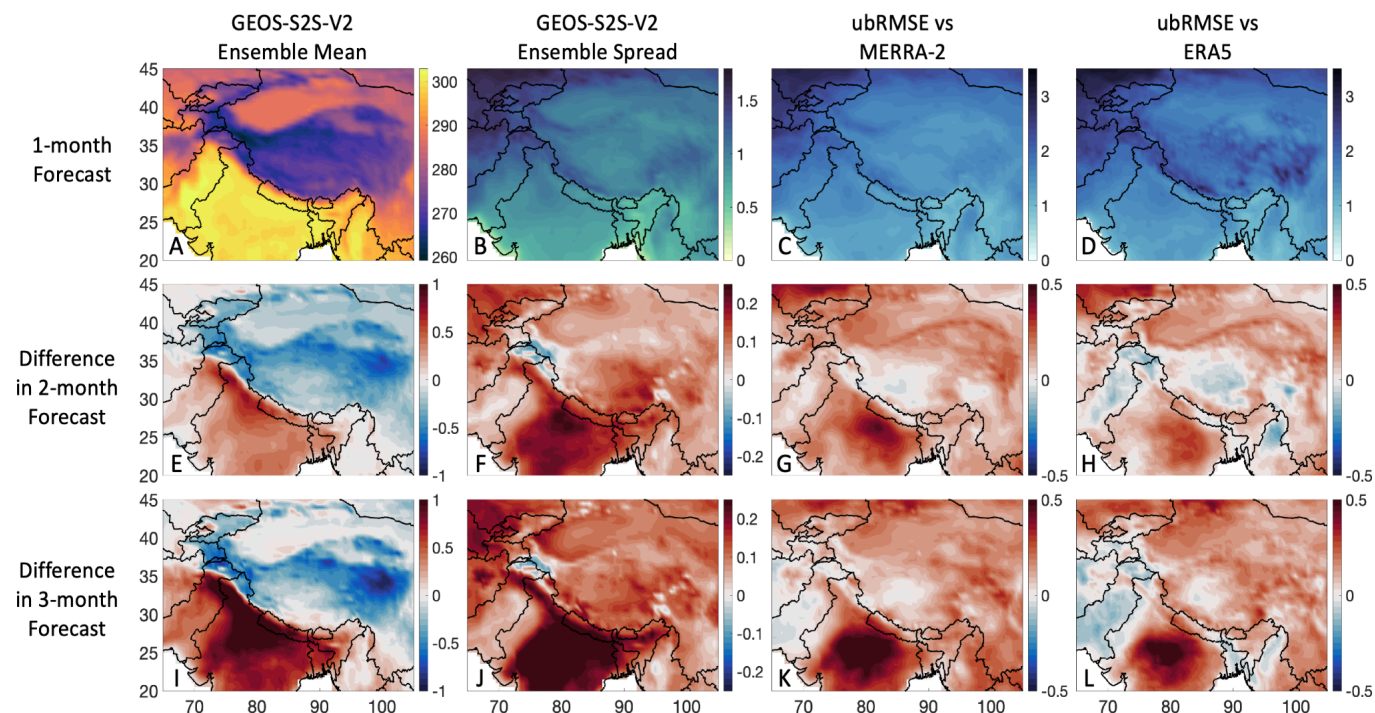 GEOS-S2S-V2
Ensemble Mean
GEOS-S2S-V2
Ensemble Spread
ubRMSE vs
MERRA-2
ubRMSE vs
ERA5
1-month
Forecast
45
40
35
30
25
20
A
300
290
280
270
260
B
1.5
1
0.5
0
C
3
2
1
0
D
3
2
1
0
Difference
in 2-month
Forecast
45
40
35
30
25
20
E
1
0.5
0
-0.5
-1
F
0.2
0.1
0
-0.1
-0.2
G
0.5
0
-0.5
H
0.5
0
-0.5
Difference
in 3-month
Forecast
45
40
35
30
25
20
I
1
0.5
0
-0.5
-1
J
0.2
0.1
0
-0.1
-0.2
K
0.5
0
-0.5
L
0.5
0
-0.5
70 80 90 100
70 80 90 100
70 80 90 100
70 80 90 100